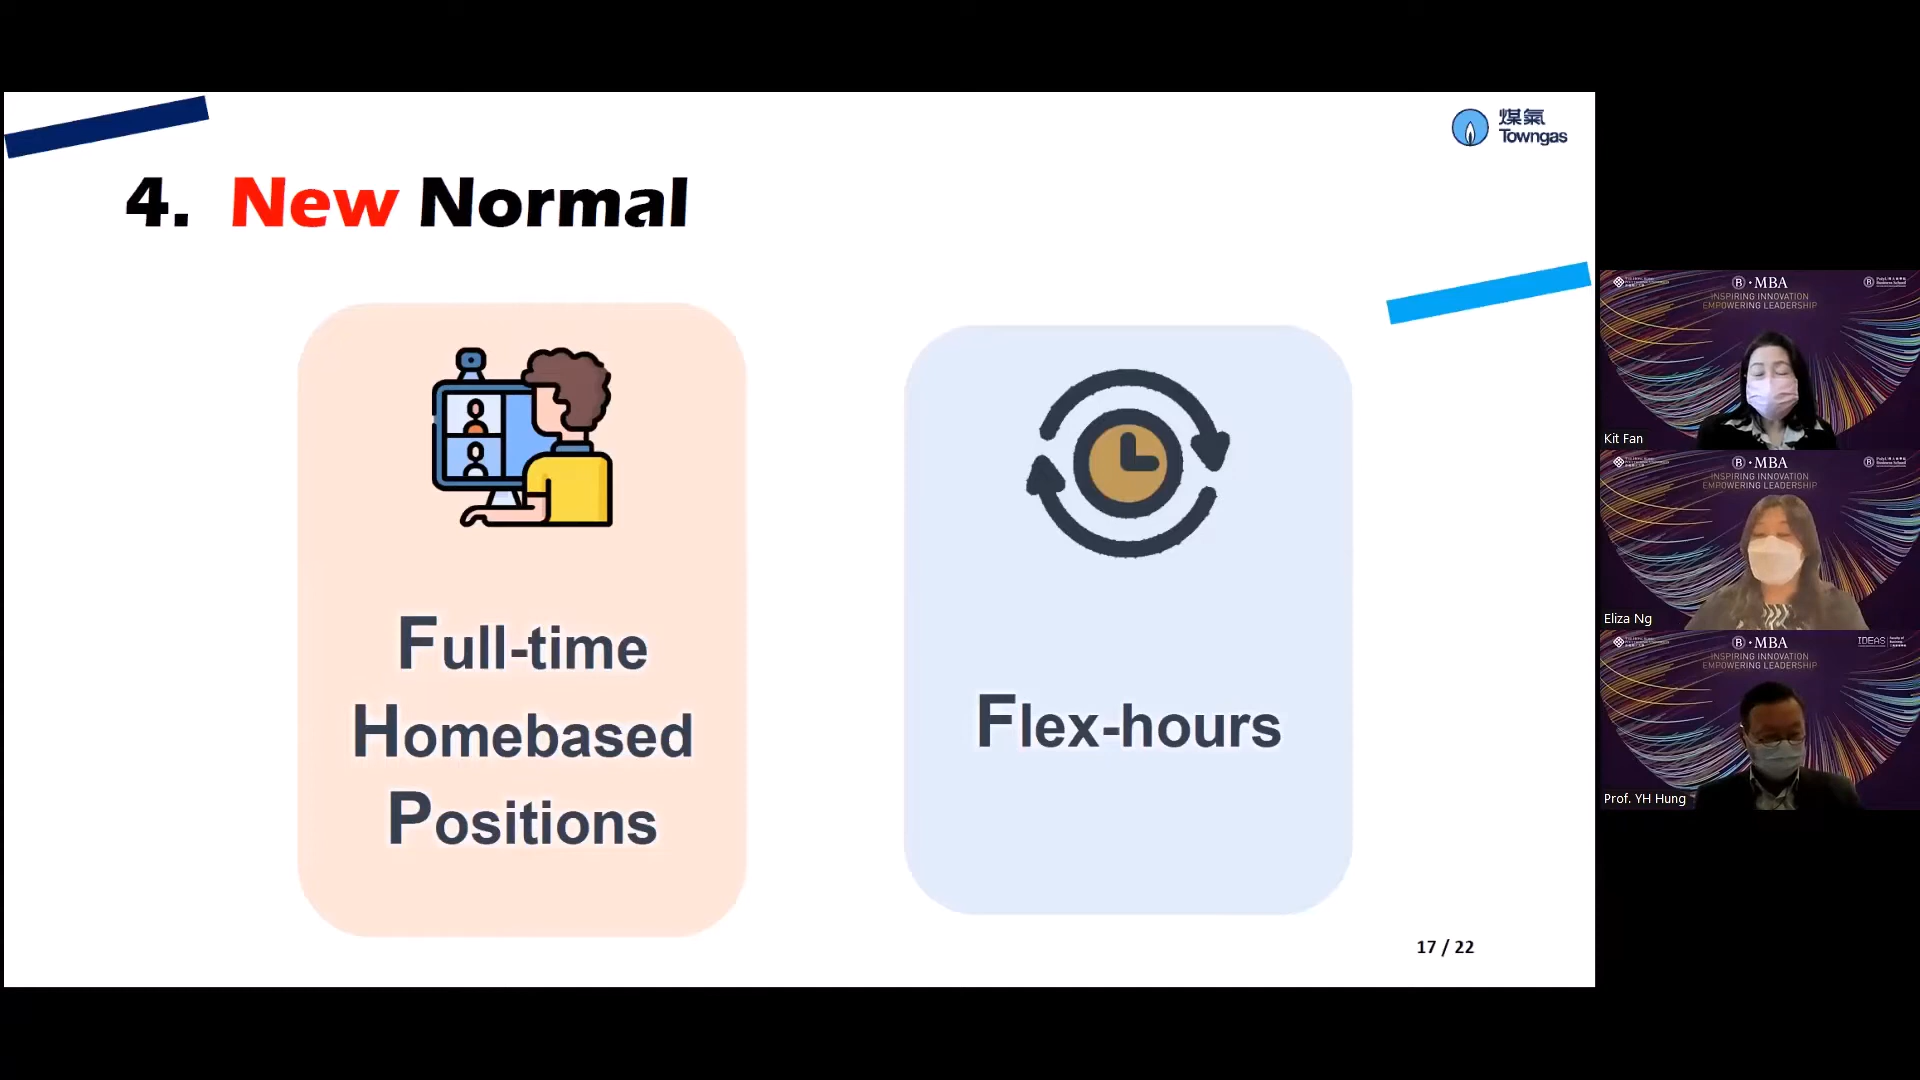 煤氣
Towngas
4. New Normal
Full-time
Homebased
Positions
Flex-hours
17 / 22
B · MBA
INSPIRING INNOVATION
EMPOWERING LEADERSHIP
Kit Fan
B · MBA
INSPIRING INNOVATION
EMPOWERING LEADERSHIP
Eliza Ng
B · MBA
IDEAS
INSPIRING INNOVATION
EMPOWERING LEADERSHIP
Prof. YH Hung